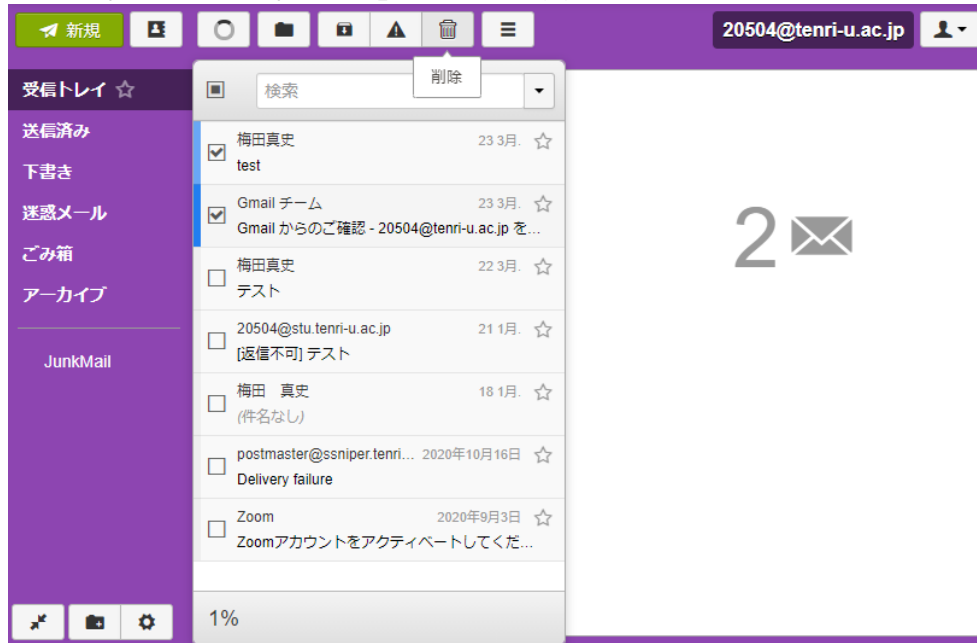 新規
20504@tenri-u.ac.jp
削除
受信トレイ
送信済み
下書き
迷惑メール
ごみ箱
アーカイブ
JunkMail
検索
梅田真史 23 3月.
test
Gmail チーム 23 3月.
Gmail からのご確認 - 20504@tenri-u.ac.jp を...
梅田真史 22 3月.
テスト
20504@stu.tenri-u.ac.jp 21 1月.
[返信不可] テスト
梅田　真史 18 1月.
(件名なし)
postmaster@ssniper.tenri... 2020年10月16日
Delivery failure
Zoom 2020年9月3日
Zoomアカウントをアクティベートしてくだ...
1%
2